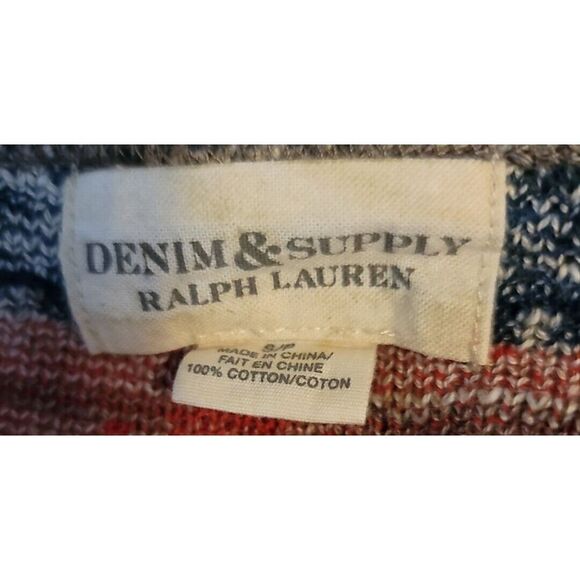 DENIM & SUPPLY
RALPH LAUREN
S/P
MADE IN CHINA/
FAIT EN CHINE
100% COTTON/COTON